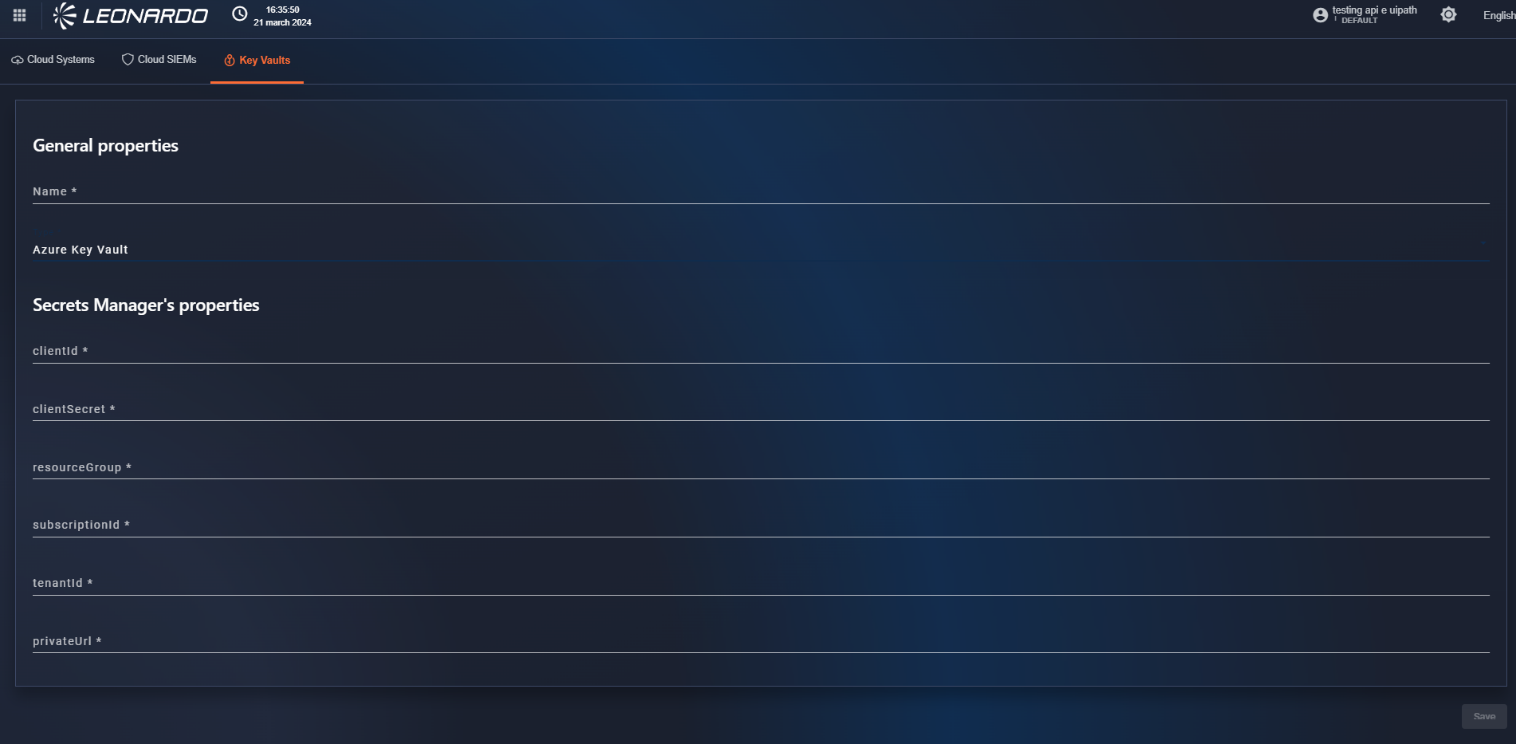 LEONARDO
16:35:50
21 march 2024
testing api e uipath
DEFAULT
English
Cloud Systems
Cloud SIEMs
Key Vaults
General properties
Name *
Azure Key Vault
Secrets Manager's properties
clientId *
clientSecret *
resourceGroup *
subscriptionId *
tenantId *
privateUrl *
Save